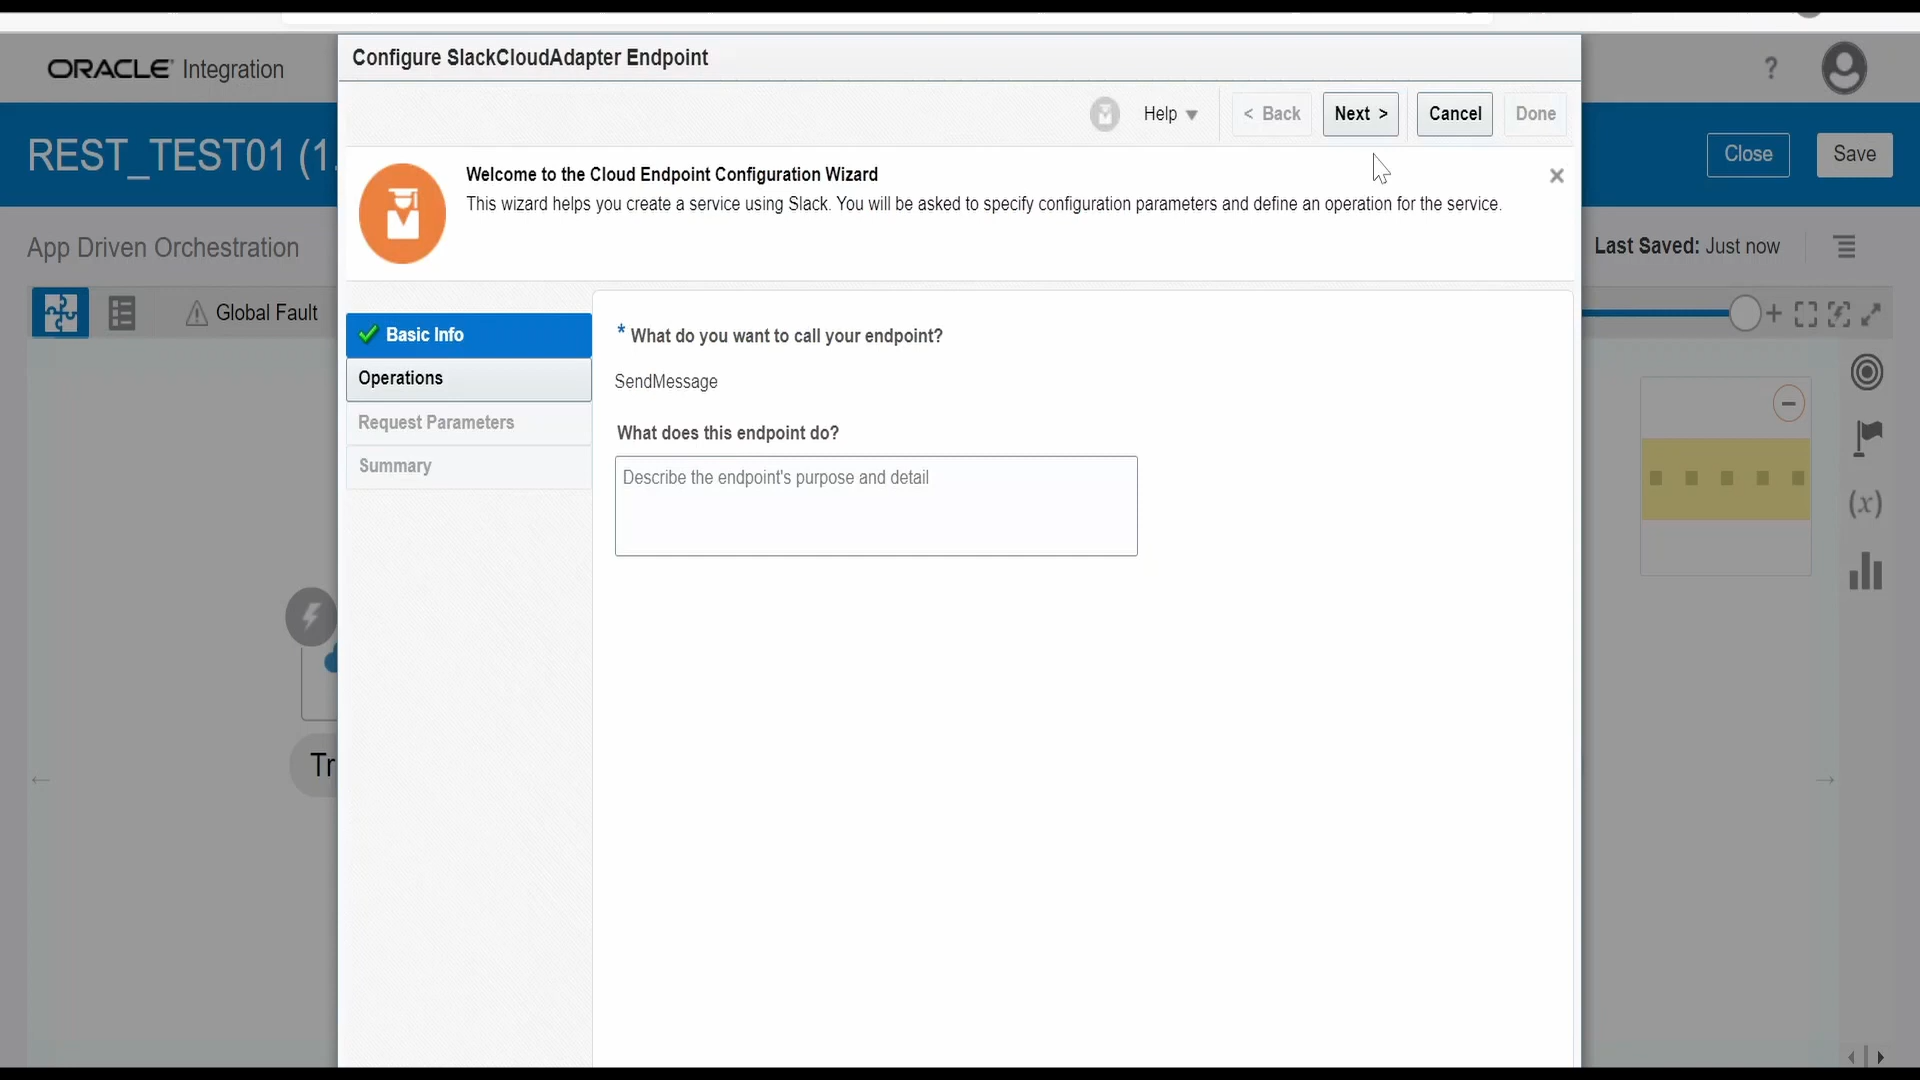 Configure SlackCloudAdapter Endpoint
ORACLE Integration
?
Help
< Back
Next >
Cancel
Done
REST_TEST01 (1.
Close
Save
Welcome to the Cloud Endpoint Configuration Wizard
This wizard helps you create a service using Slack. You will be asked to specify configuration parameters and define an operation for the service.
App Driven Orchestration
Last Saved: Just now
Global Fault
Basic Info
Operations
Request Parameters
Summary
* What do you want to call your endpoint?
SendMessage
What does this endpoint do?
Describe the endpoint's purpose and detail
(x)
Tr